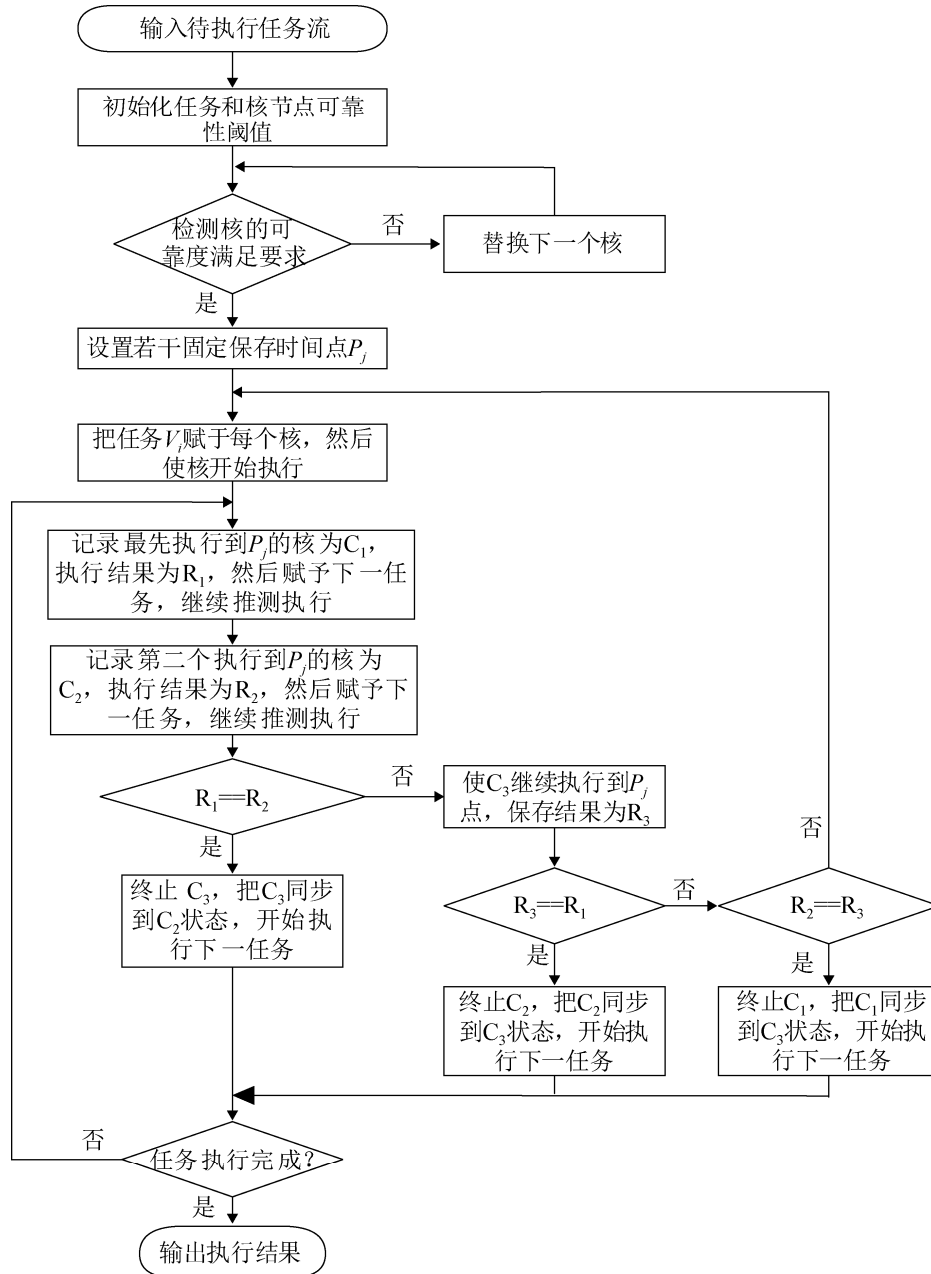 输入待执行任务流
初始化任务和核节点可靠
性阈值
检测核的可
靠度满足要求
否
替换下一个核
是
设置若干固定保存时间点Pj
把任务Vi赋于每个核，然后
使核开始执行
记录最先执行到Pj的核为C1，
执行结果为R1，然后赋予下一任
务，继续推测执行
记录第二个执行到Pj的核为
C2，执行结果为R2，然后赋予下
一任务，继续推测执行
R1==R2
否
使C3继续执行到Pj
点，保存结果为R3
是
终止 C3，把C3同步
到C2状态，开始执
行下一任务
R3==R1
否
R2==R3
否
是
终止C2，把C2同步
到C3状态，开始执
行下一任务
是
终止C1，把C1同步
到C3状态，开始执
行下一任务
否
任务执行完成？
是
输出执行结果